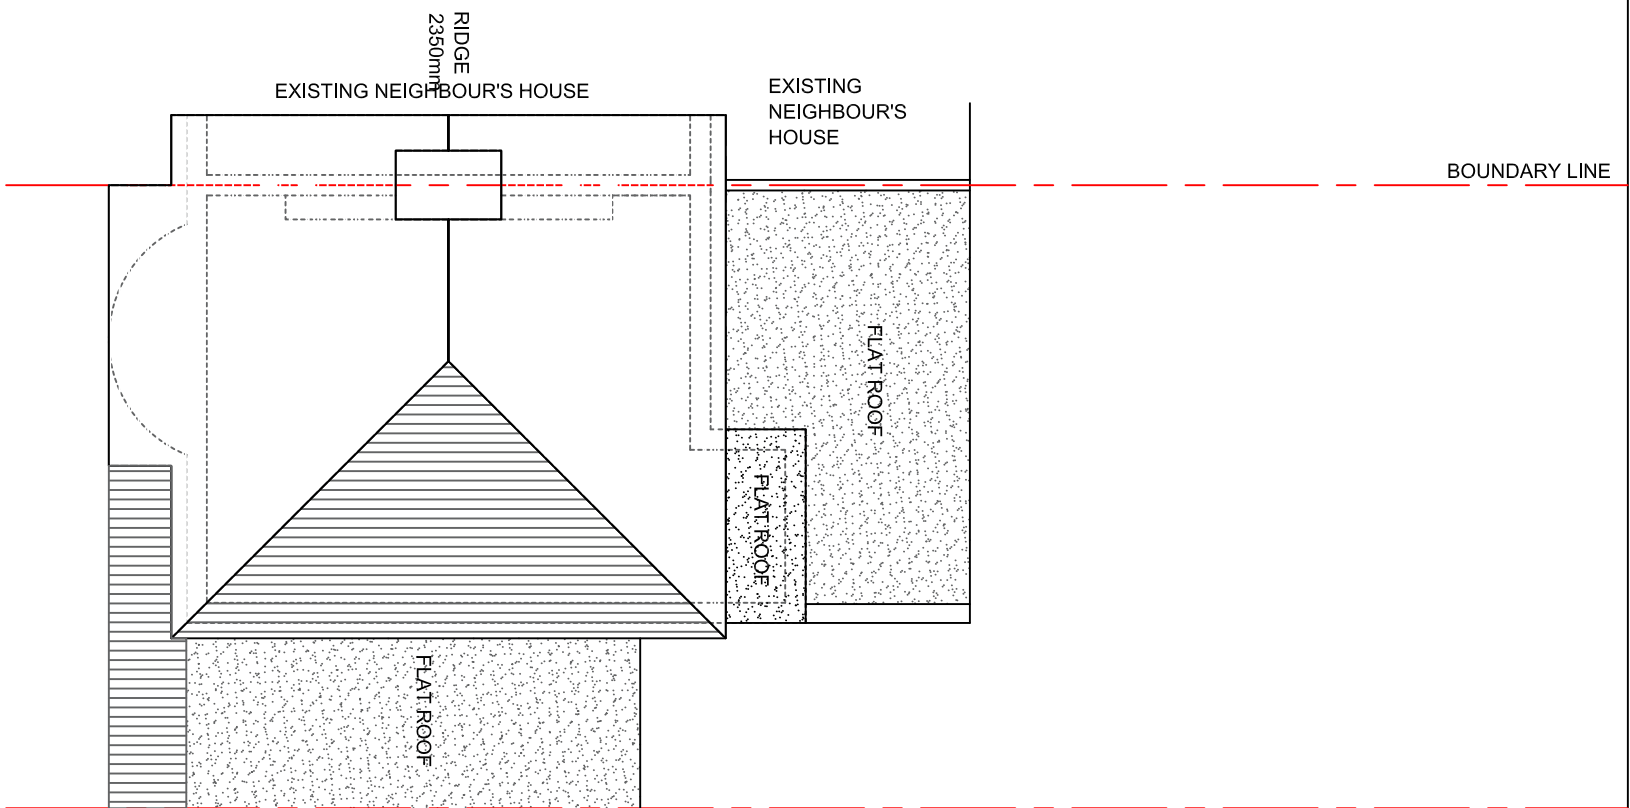 RIDGE
2350mm
EXISTING NEIGHBOUR'S HOUSE
EXISTING
NEIGHBOUR'S
HOUSE
BOUNDARY LINE
FLAT ROOF
FLAT ROOF
FLAT ROOF